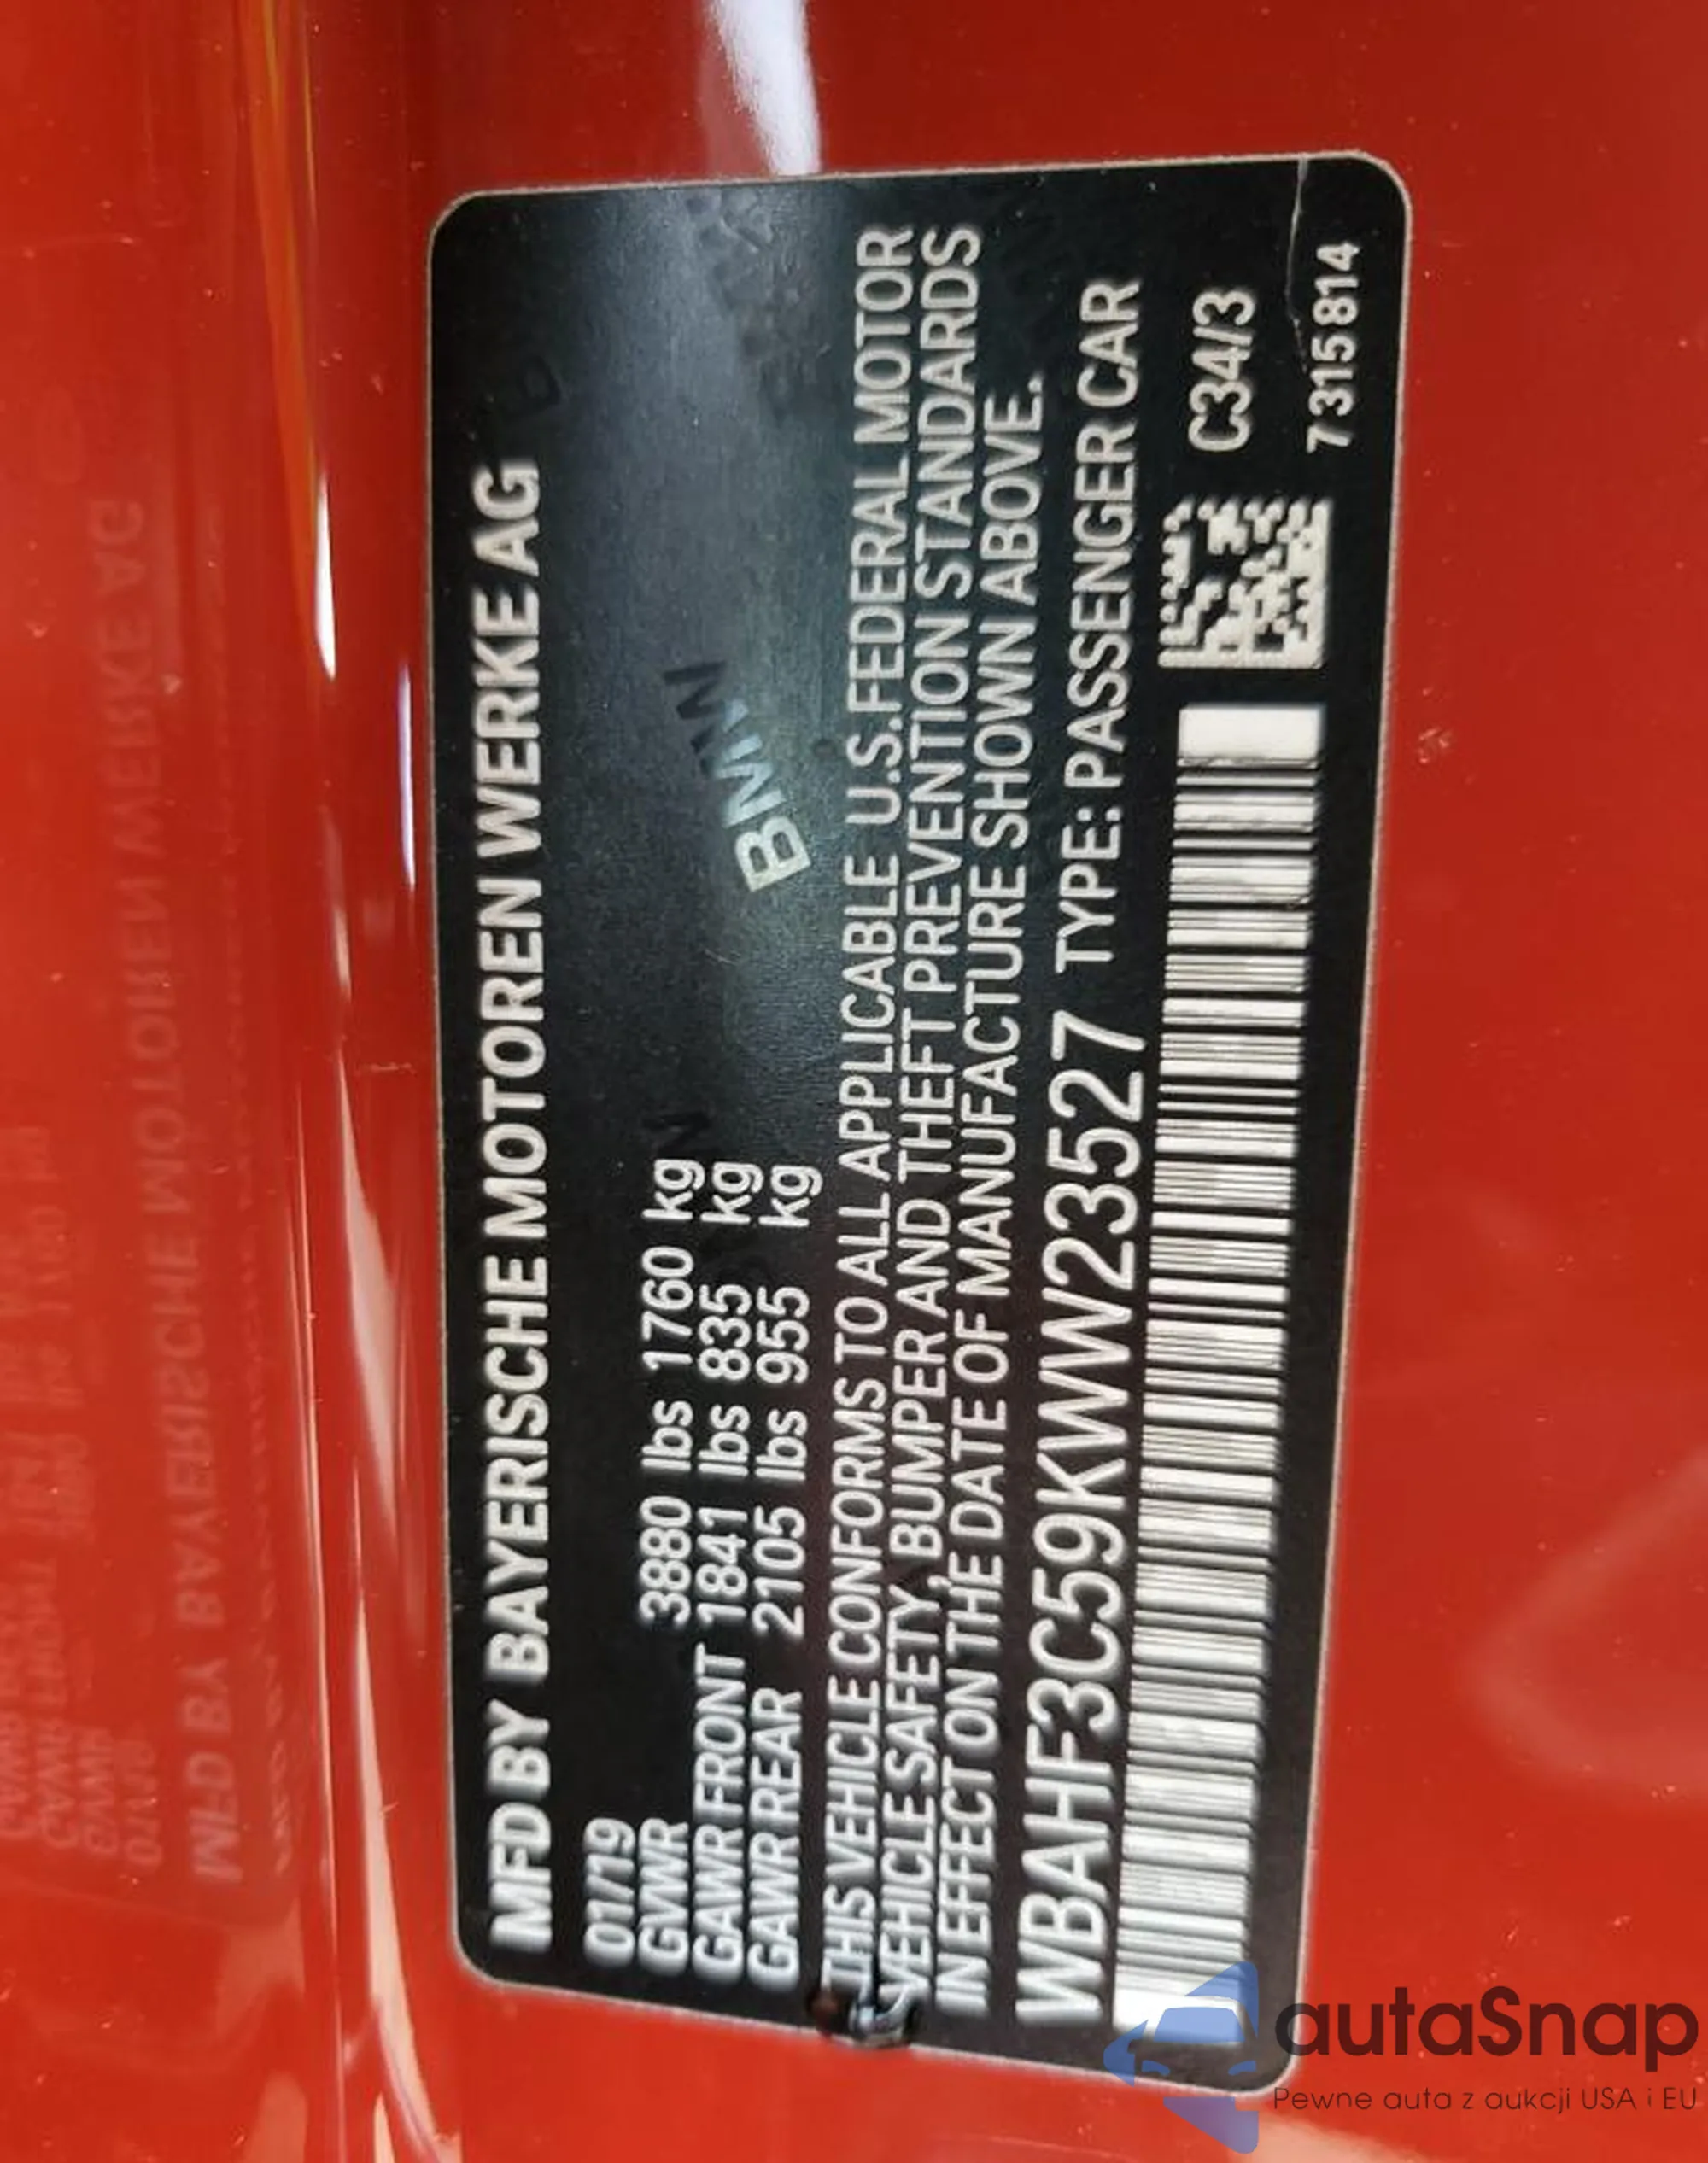 MFD BY BAYERISCHE MOTOREN WERKE AG
01/19
GVWR 3880 lbs 1760 kg
GAWR FRONT 1841 lbs 835 kg
GAWR REAR 2105 lbs 955 kg
BMW
THIS VEHICLE CONFORMS TO ALL APPLICABLE U.S.FEDERAL MOTOR
VEHICLE SAFETY, BUMPER AND THEFT PREVENTION STANDARDS
IN EFFECT ON THE DATE OF MANUFACTURE SHOWN ABOVE.
WBAHF3C59KWW23527 TYPE: PASSENGER CAR
C34/3
7 315 814
autaSnap
Pewne auta z aukcji USA i EU